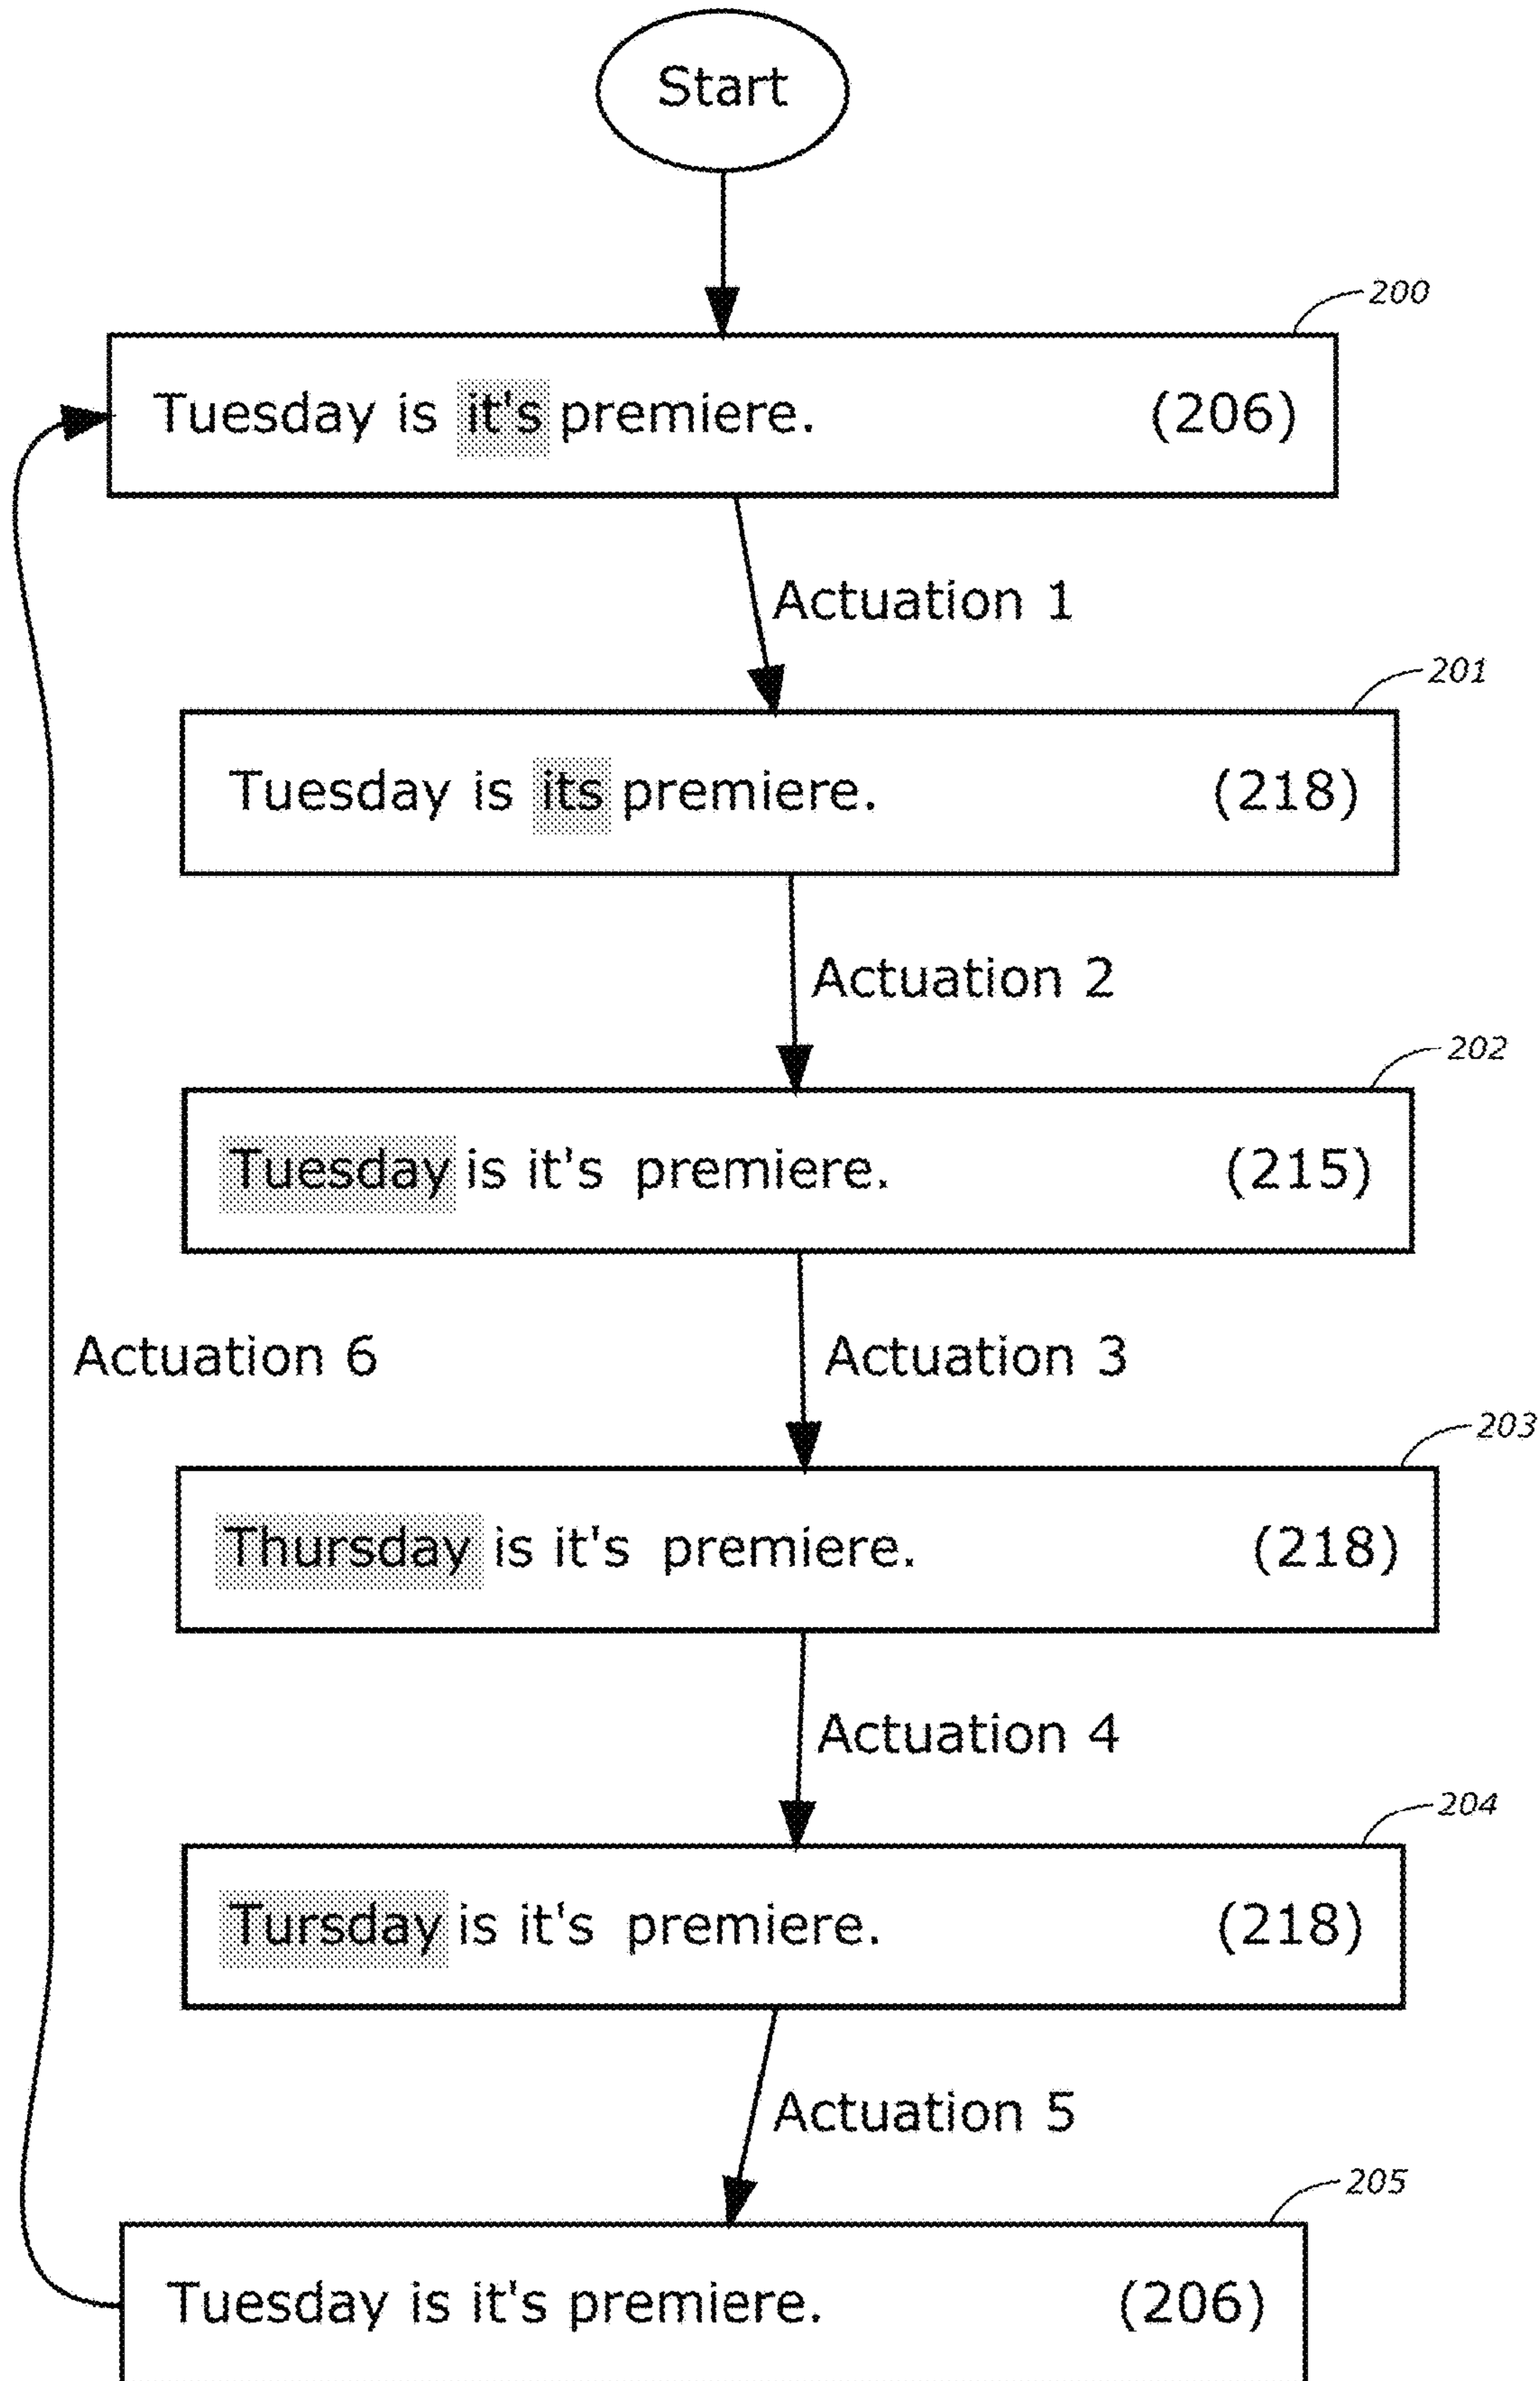 Start
200
Tuesday is it's premiere. (206)
Actuation 1
201
Tuesday is its premiere. (218)
Actuation 2
202
Tuesday is it's premiere. (215)
Actuation 6 Actuation 3
203
Thursday is it's premiere. (218)
Actuation 4
204
Tursday is it's premiere. (218)
Actuation 5
205
Tuesday is it's premiere. (206)